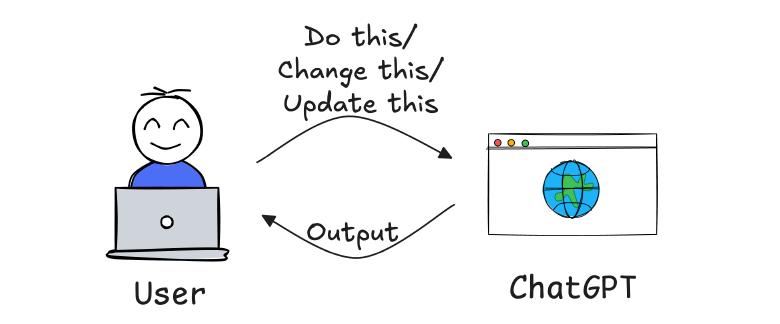 Do this/
Change this/
Update this
Output
User
ChatGPT